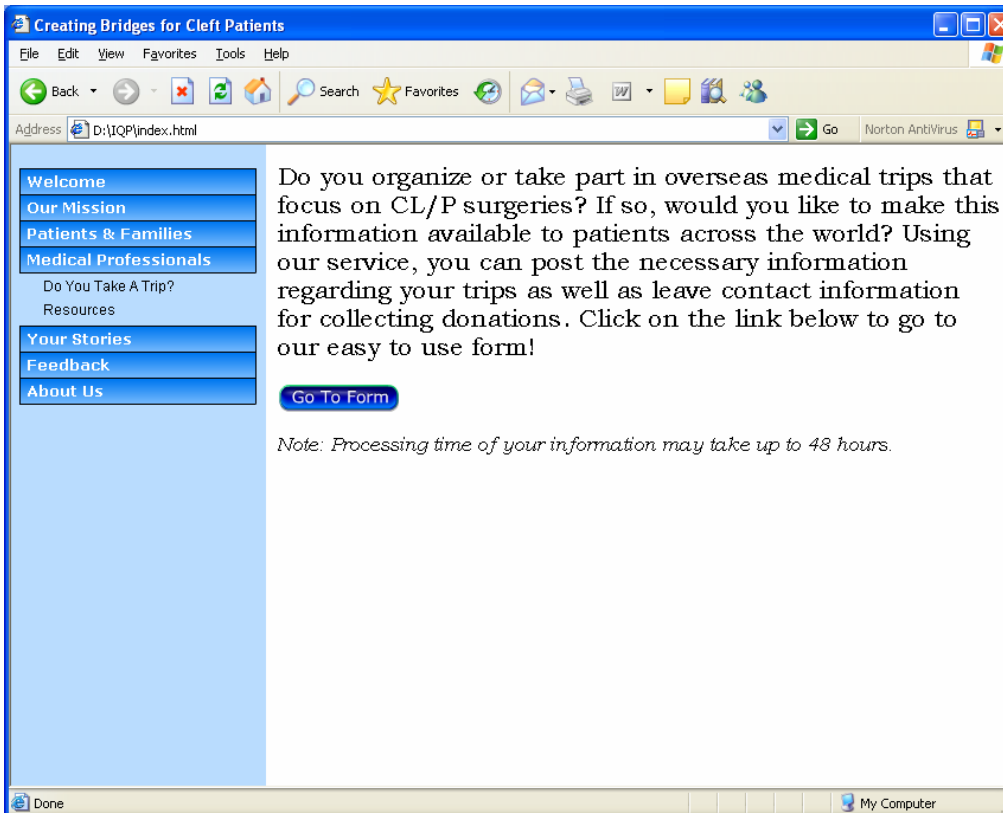 Creating Bridges for Cleft Patients
File Edit View Favorites Tools Help
Back Search Favorites
Address D:\IQP\index.html Go Norton AntiVirus
Welcome
Our Mission
Patients & Families
Medical Professionals
Do You Take A Trip?
Resources
Your Stories
Feedback
About Us
Do you organize or take part in overseas medical trips that
focus on CL/P surgeries? If so, would you like to make this
information available to patients across the world? Using
our service, you can post the necessary information
regarding your trips as well as leave contact information
for collecting donations. Click on the link below to go to
our easy to use form!
Go To Form
Note: Processing time of your information may take up to 48 hours.
Done My Computer